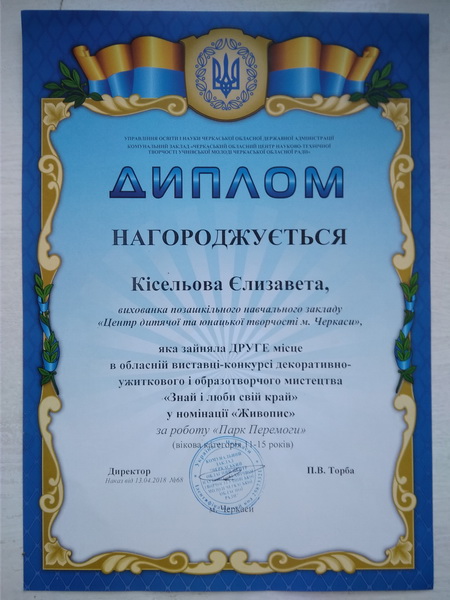 УПРАВЛІННЯ ОСВІТИ І НАУКИ ЧЕРКАСЬКОЇ ОБЛАСНОЇ ДЕРЖАВНОЇ АДМІНІСТРАЦІЇ
КОМУНАЛЬНИЙ ЗАКЛАД «ЧЕРКАСЬКИЙ ОБЛАСНИЙ ЦЕНТР НАУКОВО-ТЕХНІЧНОЇ
ТВОРЧОСТІ УЧНІВСЬКОЇ МОЛОДІ ЧЕРКАСЬКОЇ ОБЛАСНОЇ РАДИ»
ДИПЛОМ
НАГОРОДЖУЄТЬСЯ
Кісельова Єлизавета,
вихованка позашкільного навчального закладу
«Центр дитячої та юнацької творчості м. Черкаси»,
яка зайняла ДРУГЕ місце
в обласній виставці-конкурсі декоративно-
ужиткового і образотворчого мистецтва
«Знай і люби свій край»
у номінації «Живопис»
за роботу «Парк Перемоги»
(вікова категорія 11-15 років)
Директор П.В. Торба
Наказ від 13.04.2018 №68
м. Черкаси